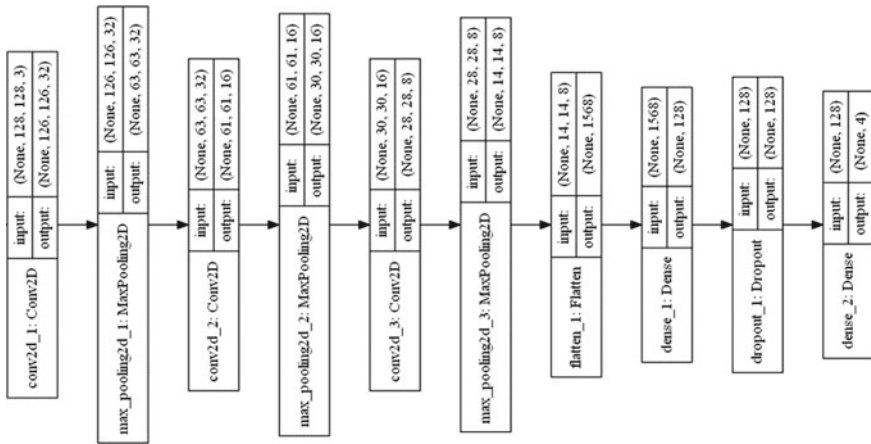 conv2d_1: Conv2D
input:
(None, 128, 128, 3)
output:
(None, 126, 126, 32)
max_pooling2d_1: MaxPooling2D
input:
(None, 126, 126, 32)
output:
(None, 63, 63, 32)
conv2d_2: Conv2D
input:
(None, 63, 63, 32)
output:
(None, 61, 61, 16)
max_pooling2d_2: MaxPooling2D
input:
(None, 61, 61, 16)
output:
(None, 30, 30, 16)
conv2d_3: Conv2D
input:
(None, 30, 30, 16)
output:
(None, 28, 28, 8)
max_pooling2d_3: MaxPooling2D
input:
(None, 28, 28, 8)
output:
(None, 14, 14, 8)
flatten_1: Flatten
input:
(None, 14, 14, 8)
output:
(None, 1568)
dense_1: Dense
input:
(None, 1568)
output:
(None, 128)
dropout_1: Dropout
input:
(None, 128)
output:
(None, 128)
dense_2: Dense
input:
(None, 128)
output:
(None, 4)